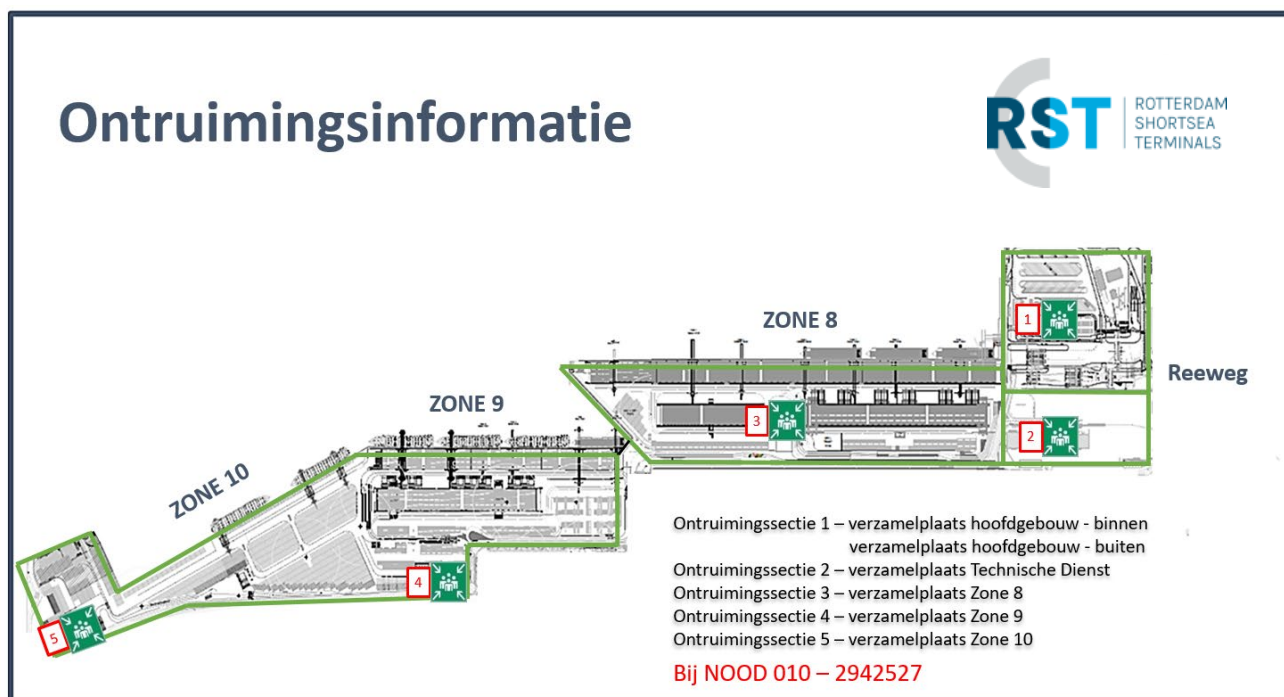 Ontruimingsinformatie
RST
ROTTERDAM
SHORTSEA
TERMINALS
ZONE 8
1
Reeweg
ZONE 9
3
2
ZONE 10
4
5
Ontruimingssectie 1 – verzamelplaats hoofdgebouw - binnen
verzamelplaats hoofdgebouw - buiten
Ontruimingssectie 2 – verzamelplaats Technische Dienst
Ontruimingssectie 3 – verzamelplaats Zone 8
Ontruimingssectie 4 – verzamelplaats Zone 9
Ontruimingssectie 5 – verzamelplaats Zone 10
Bij NOOD 010 – 2942527